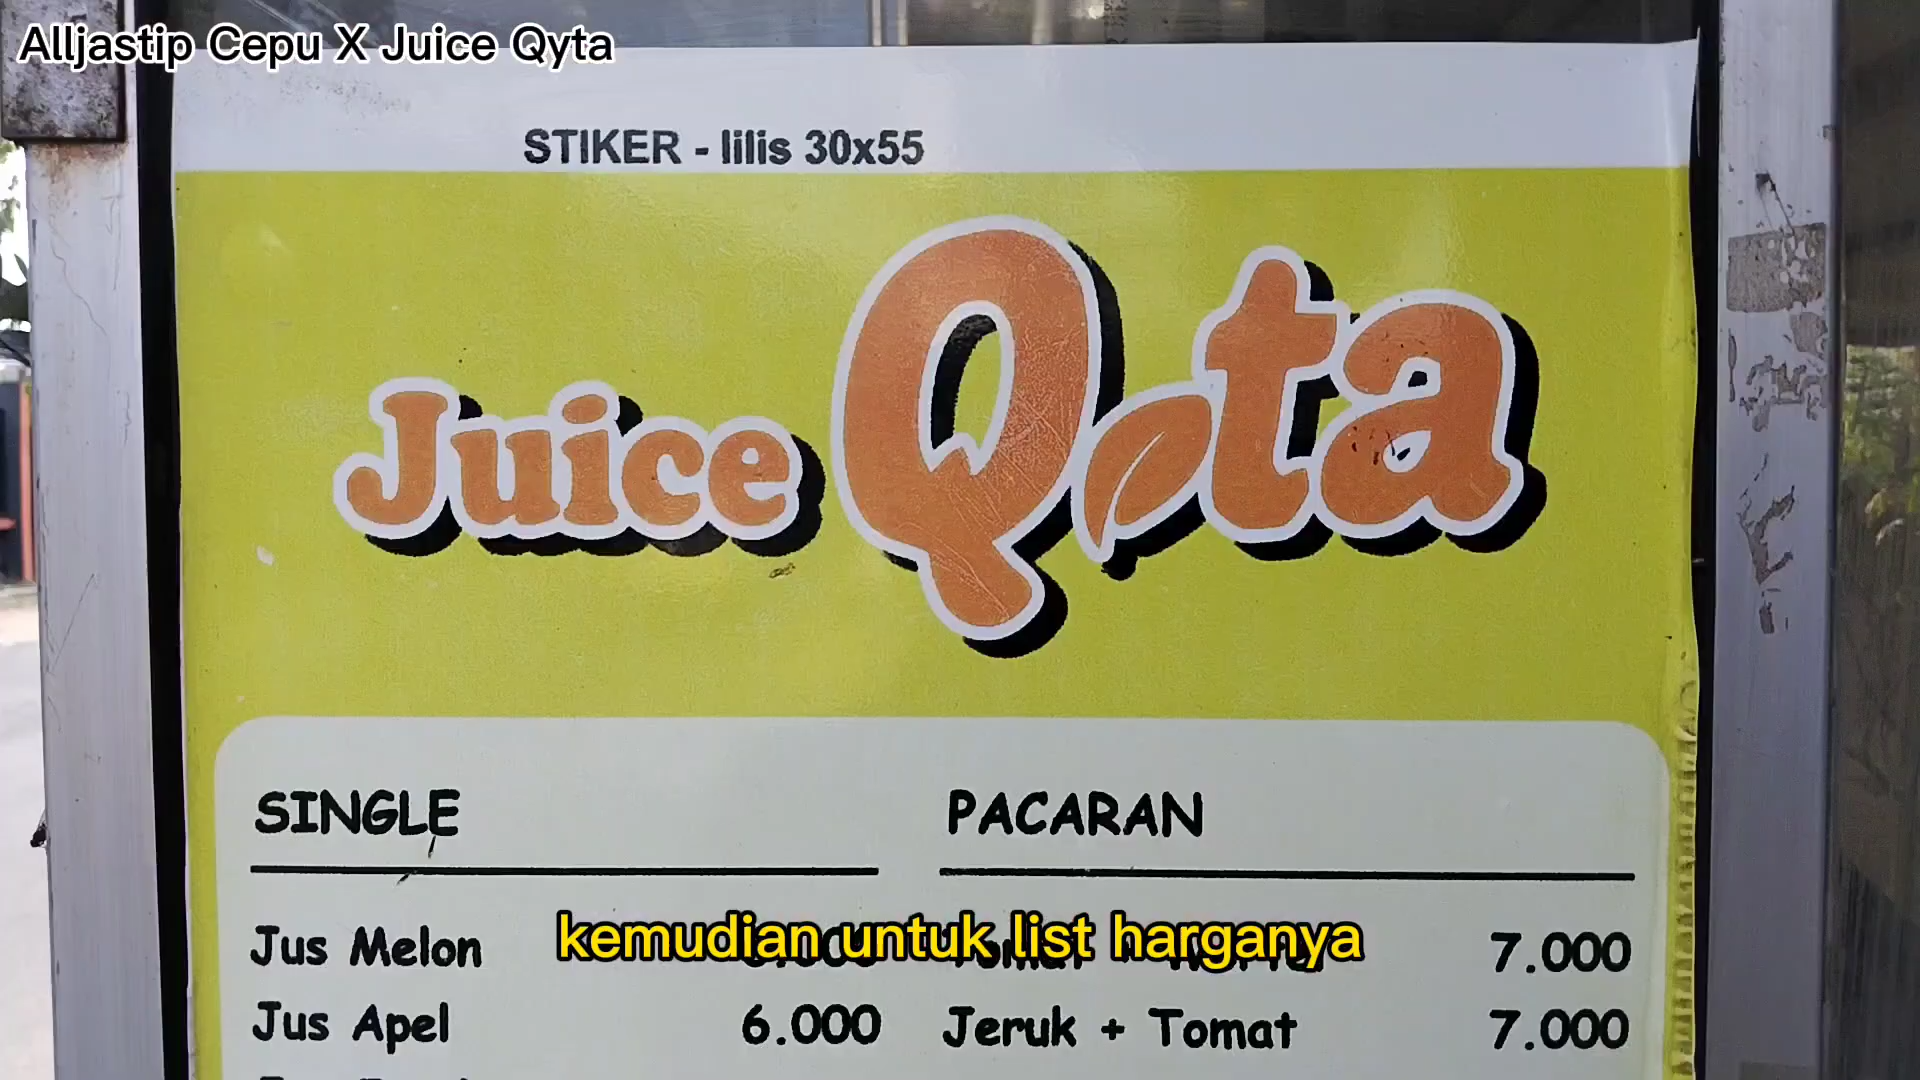 Alljastip Cepu X Juice Qyta
STIKER - lilis 30x55
Juice Qyta
SINGLE
PACARAN
Jus Melon
kemudian untuk list harganya
7.000
Jus Apel 6.000
Jeruk + Tomat 7.000